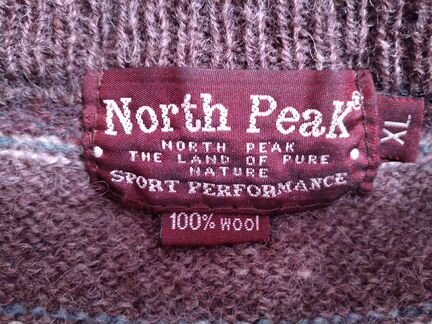 North PeaK®
XL
NORTH PEAK
THE LAND OF PURE
NATURE
SPORT PERFORMANCE
100% WOOL